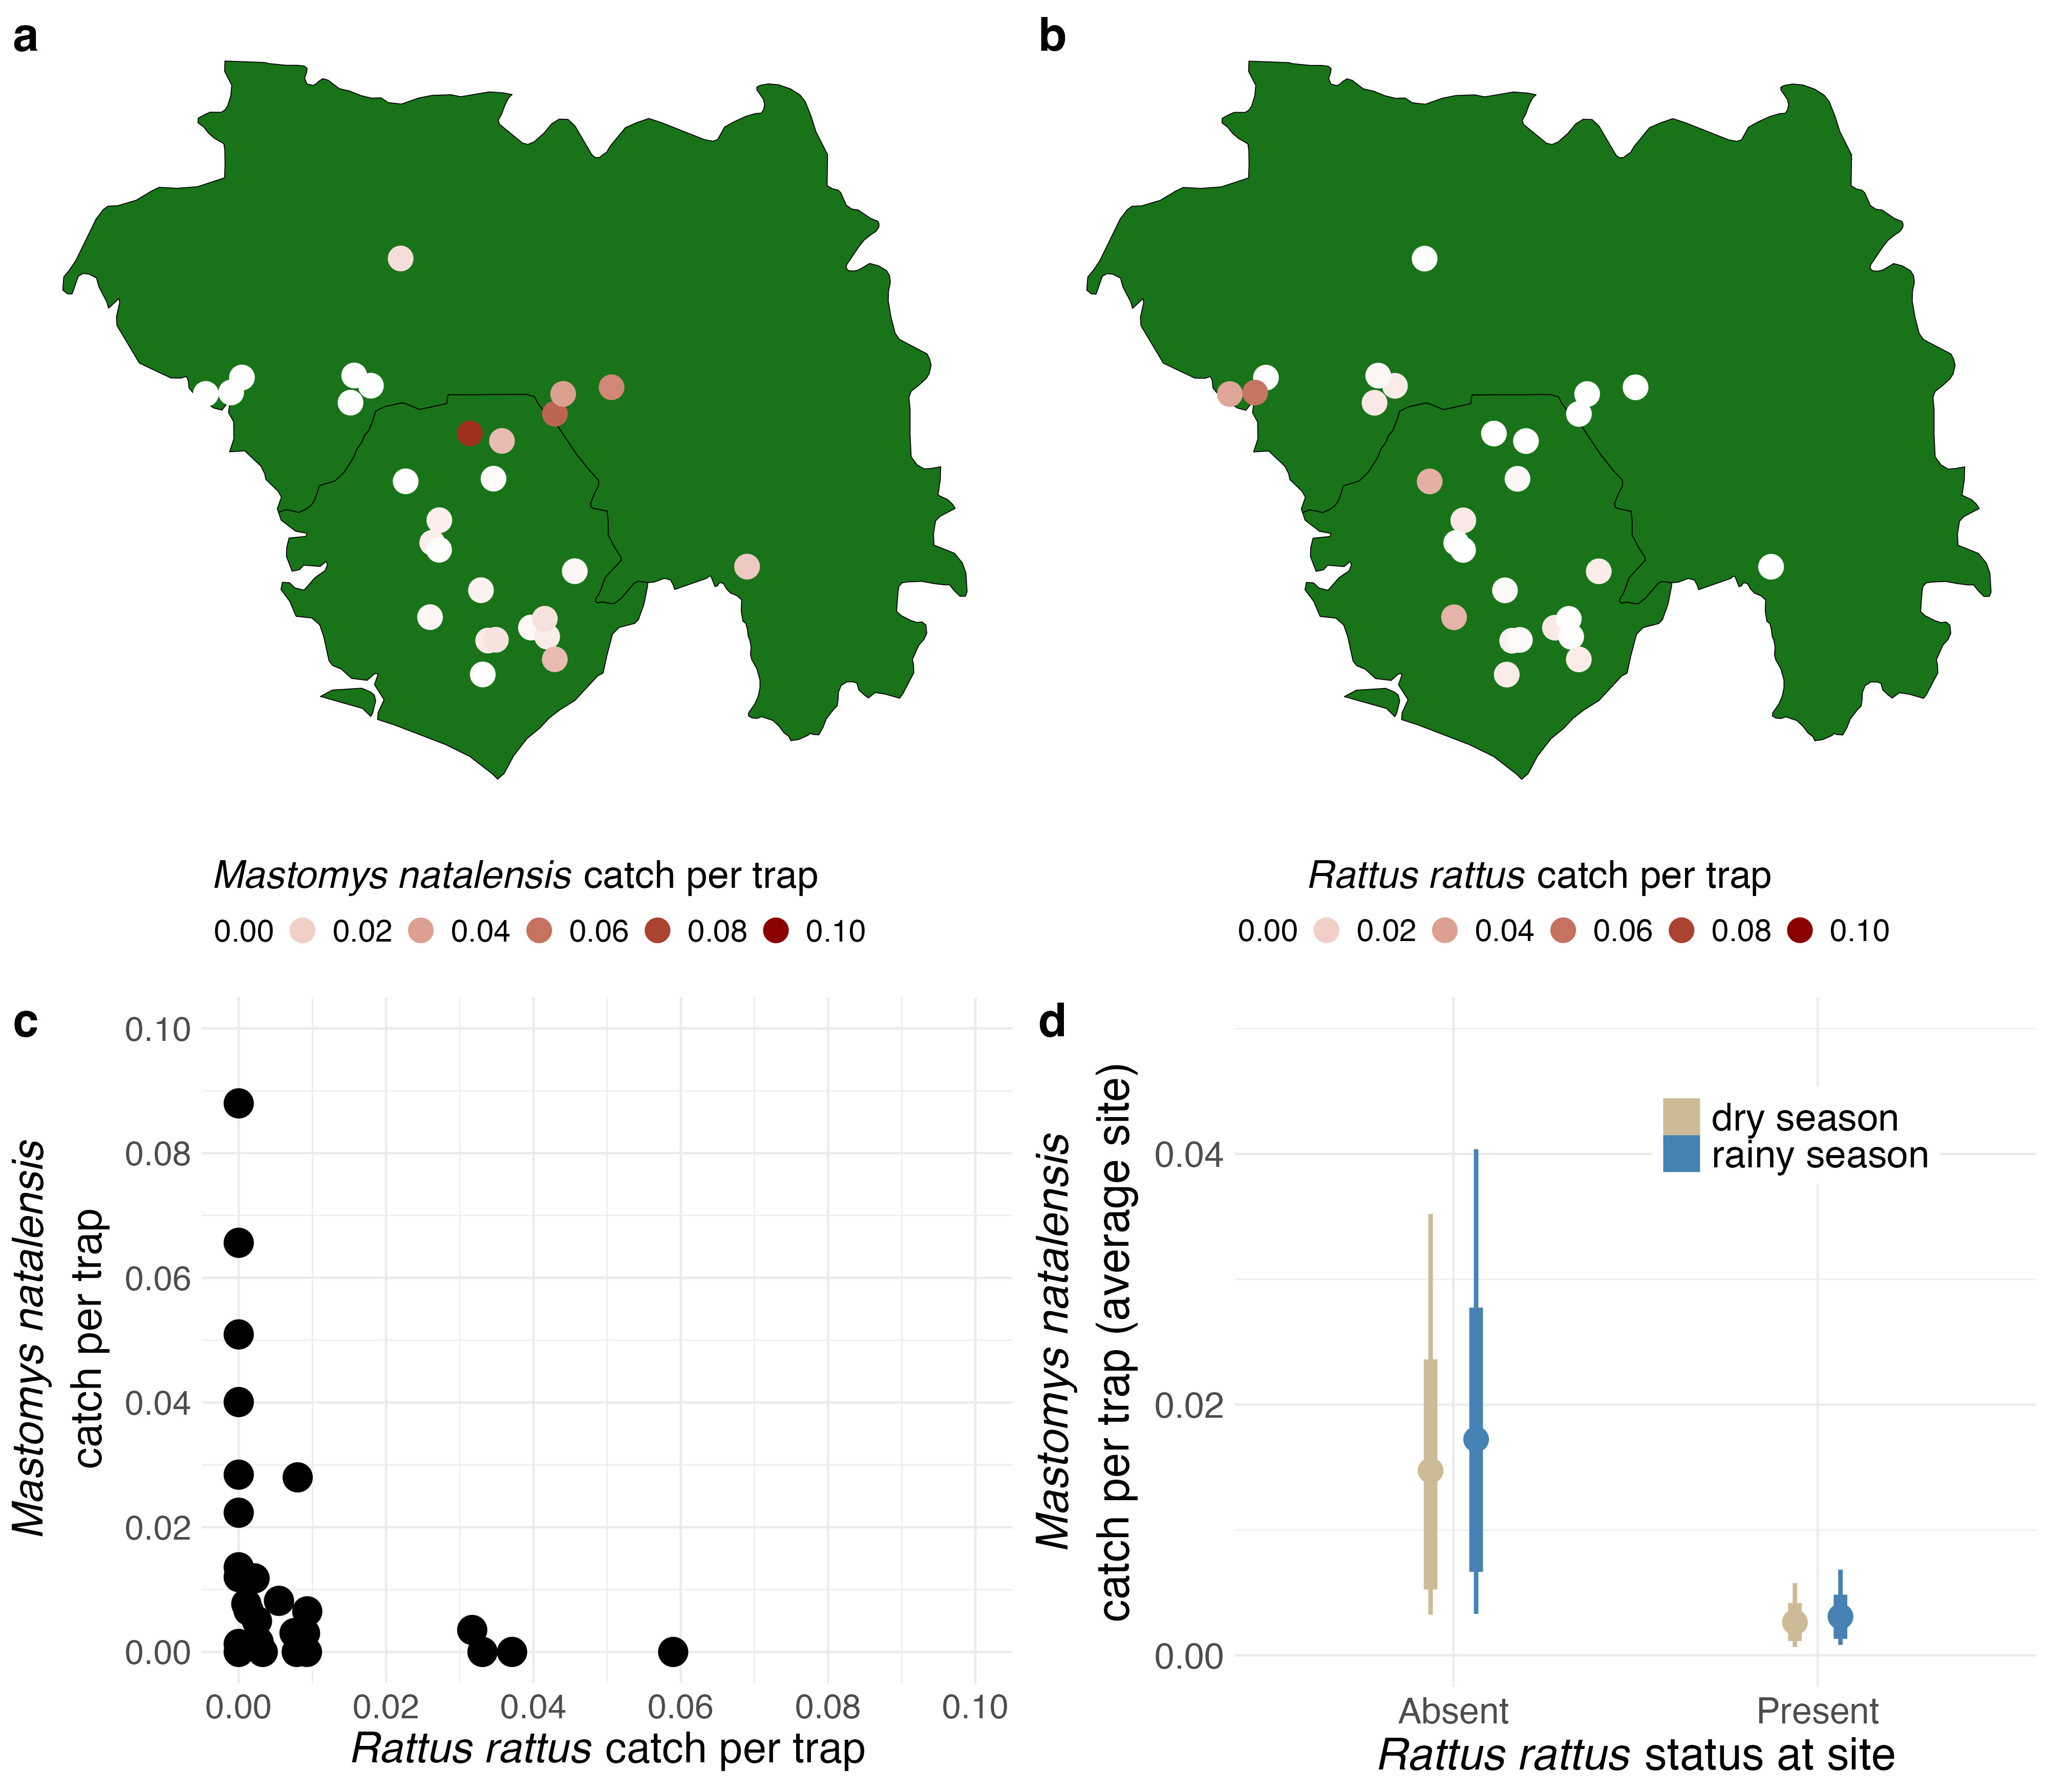 a
b
Mastomys natalensis catch per trap
0.00 0.02 0.04 0.06 0.08 0.10
Rattus rattus catch per trap
0.00 0.02 0.04 0.06 0.08 0.10
c
Mastomys natalensis
catch per trap
0.10
0.08
0.06
0.04
0.02
0.00
0.00 0.02 0.04 0.06 0.08 0.10
Rattus rattus catch per trap
d
Mastomys natalensis
catch per trap (average site)
0.04
0.02
0.00
dry season
rainy season
Absent Present
Rattus rattus status at site